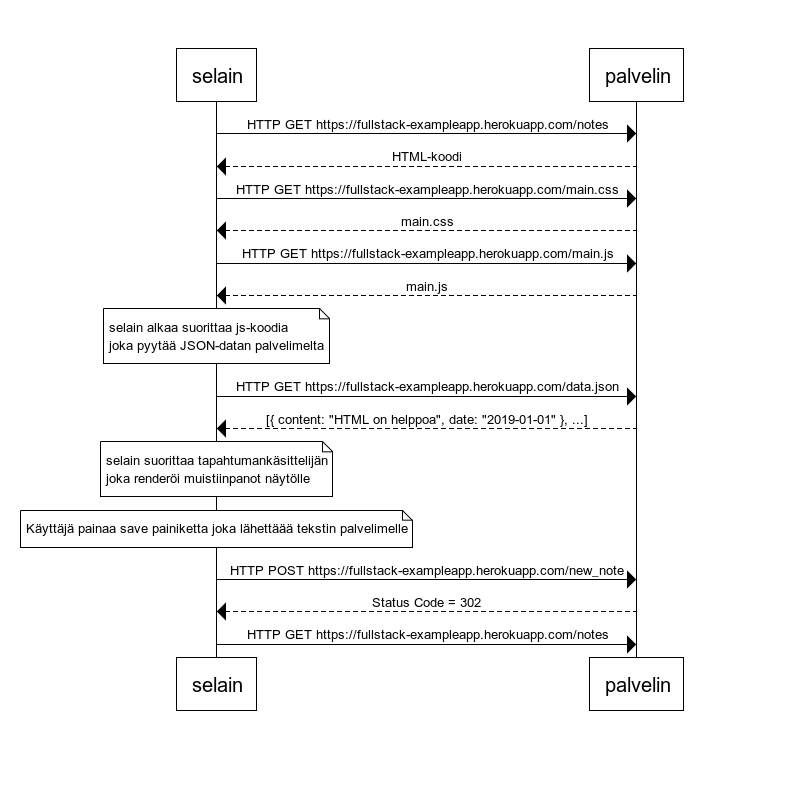 selain
palvelin
HTTP GET https://fullstack-exampleapp.herokuapp.com/notes
HTML-koodi
HTTP GET https://fullstack-exampleapp.herokuapp.com/main.css
main.css
HTTP GET https://fullstack-exampleapp.herokuapp.com/main.js
main.js
selain alkaa suorittaa js-koodia
joka pyytää JSON-datan palvelimelta
HTTP GET https://fullstack-exampleapp.herokuapp.com/data.json
[{ content: "HTML on helppoa", date: "2019-01-01" }, ...]
selain suorittaa tapahtumankäsittelijän
joka renderöi muistiinpanot näytölle
Käyttäjä painaa save painiketta joka lähettäää tekstin palvelimelle
HTTP POST https://fullstack-exampleapp.herokuapp.com/new_note
Status Code = 302
HTTP GET https://fullstack-exampleapp.herokuapp.com/notes
selain
palvelin